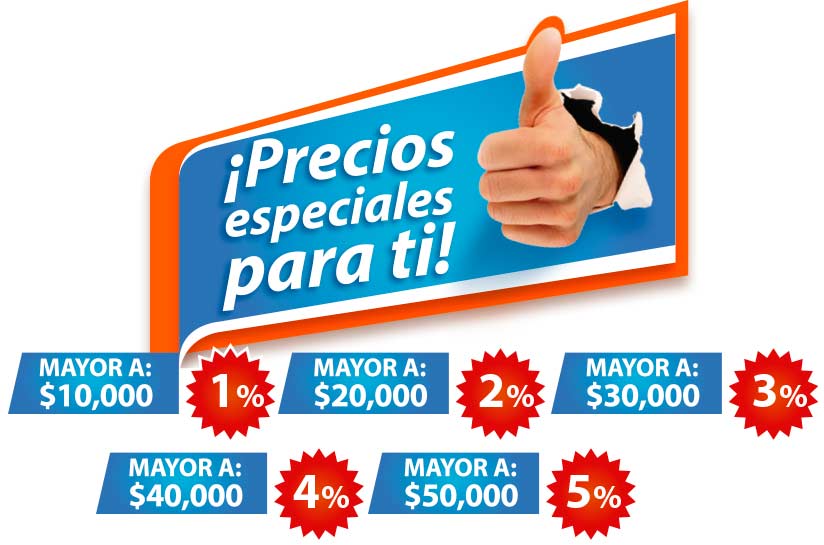 ¡Precios
especiales
para ti!
MAYOR A:
$10,000
1%
MAYOR A:
$20,000
2%
MAYOR A:
$30,000
3%
MAYOR A:
$40,000
4%
MAYOR A:
$50,000
5%